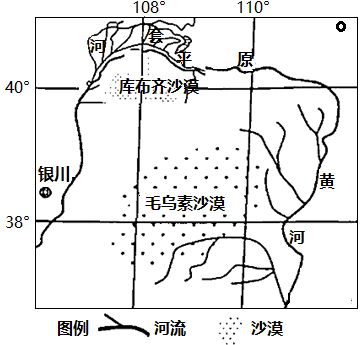 108° 110°
河 套 平 原
40°
库布齐沙漠
银川
毛乌素沙漠
黄
38°
河
图例 河流 沙漠